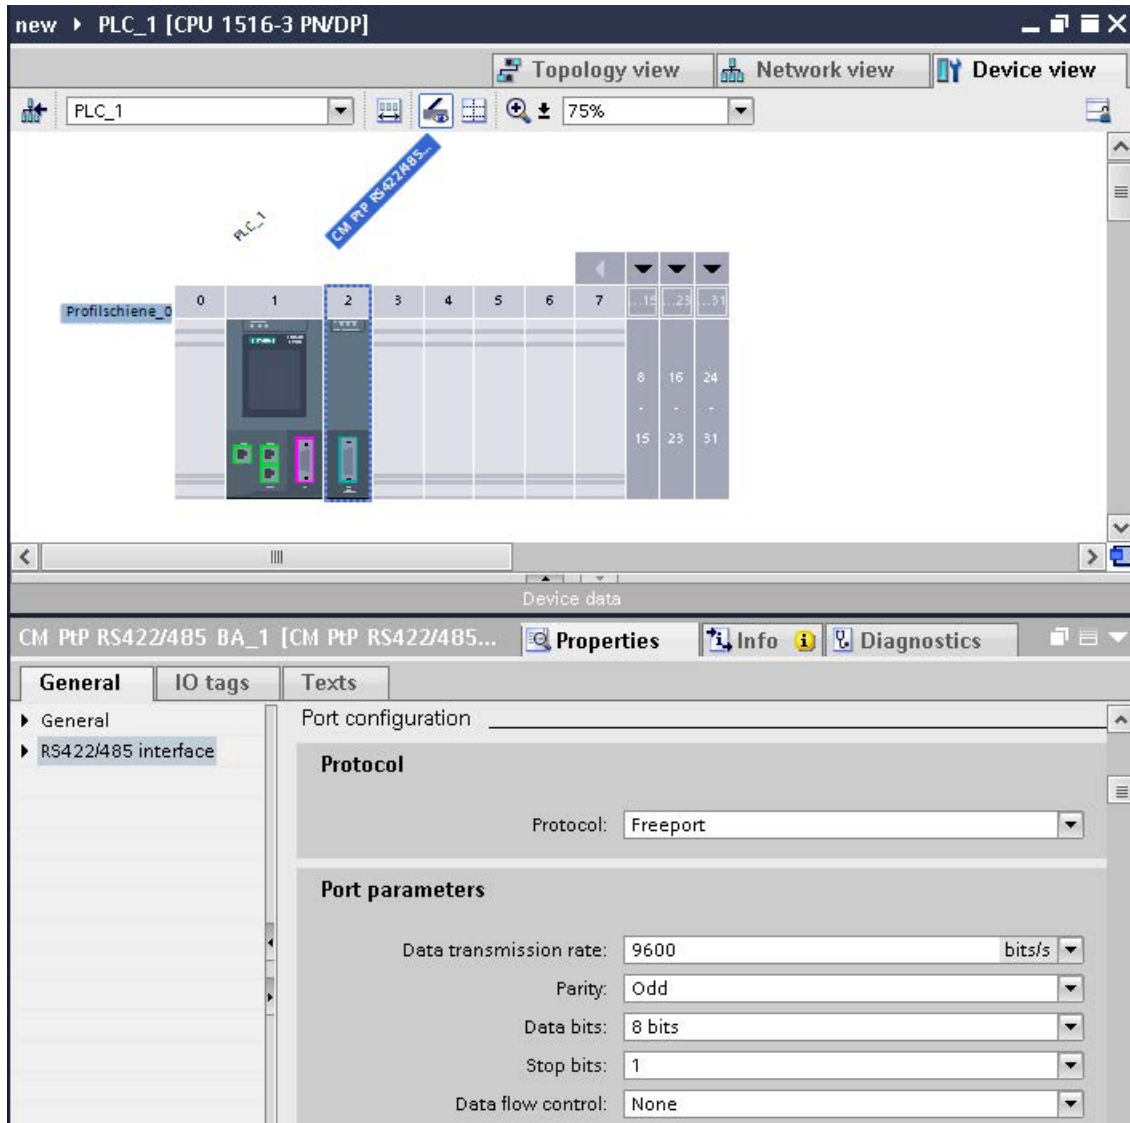 new ▸ PLC_1 [CPU 1516-3 PN/DP]
Topology view Network view Device view
PLC_1 75%
CM PtP RS422/485...
PLC_1
Profilschiene_0 0 1 2 3 4 5 6 7 ...15 ...23 ...31
8 16 24
- - -
15 23 31
Device data
CM PtP RS422/485 BA_1 [CM PtP RS422/485... Properties Info Diagnostics
General IO tags Texts
General
RS422/485 interface
Port configuration
Protocol
Protocol: Freeport
Port parameters
Data transmission rate: 9600 bits/s
Parity: Odd
Data bits: 8 bits
Stop bits: 1
Data flow control: None